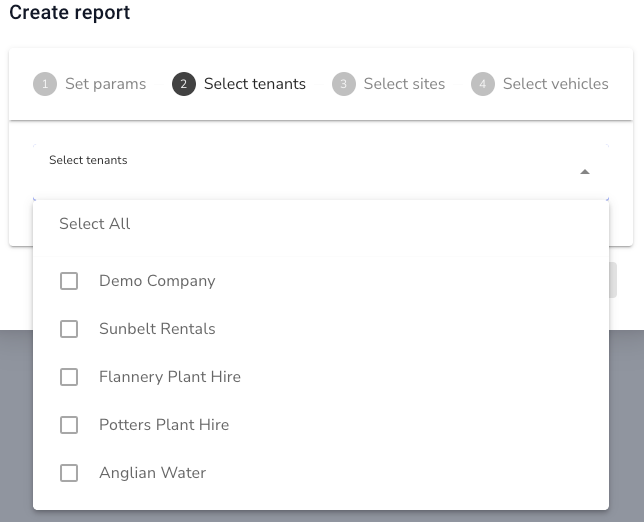 Create report
1 Set params 2 Select tenants 3 Select sites 4 Select vehicles
Select tenants
Select All
Demo Company
Sunbelt Rentals
Flannery Plant Hire
Potters Plant Hire
Anglian Water